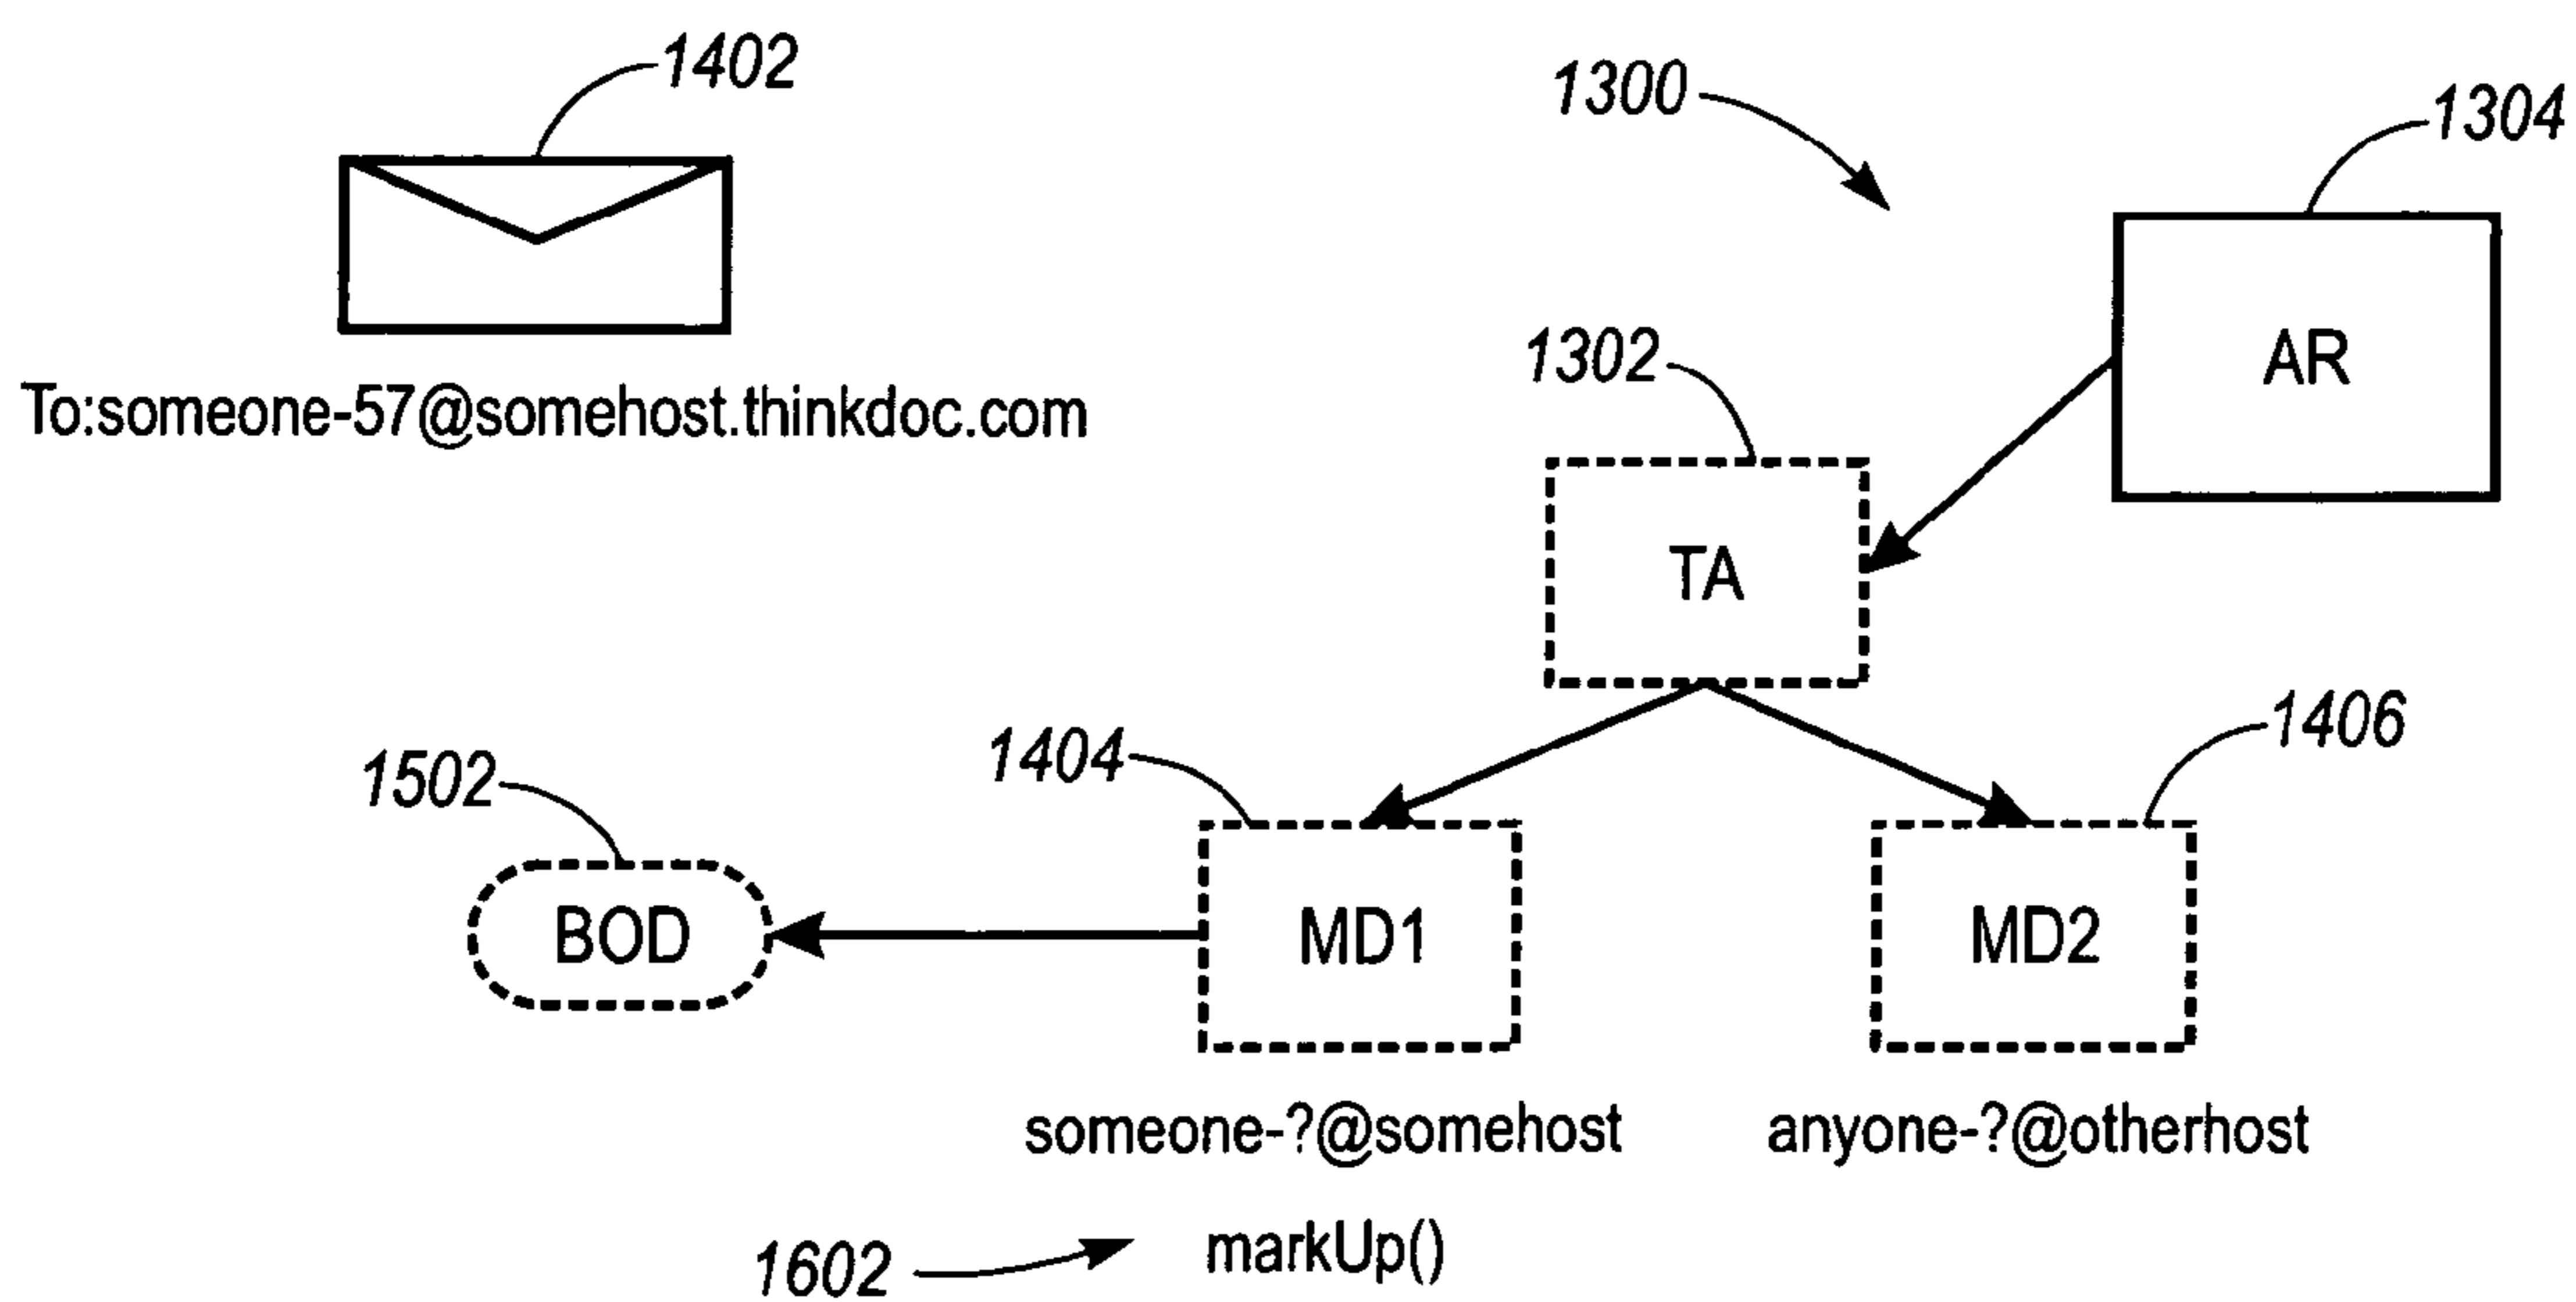 1402
1300
1304
To:someone-57@somehost.thinkdoc.com
1302
AR
TA
1502
1404
1406
BOD
MD1
MD2
someone-?@somehost
anyone-?@otherhost
1602
markUp()